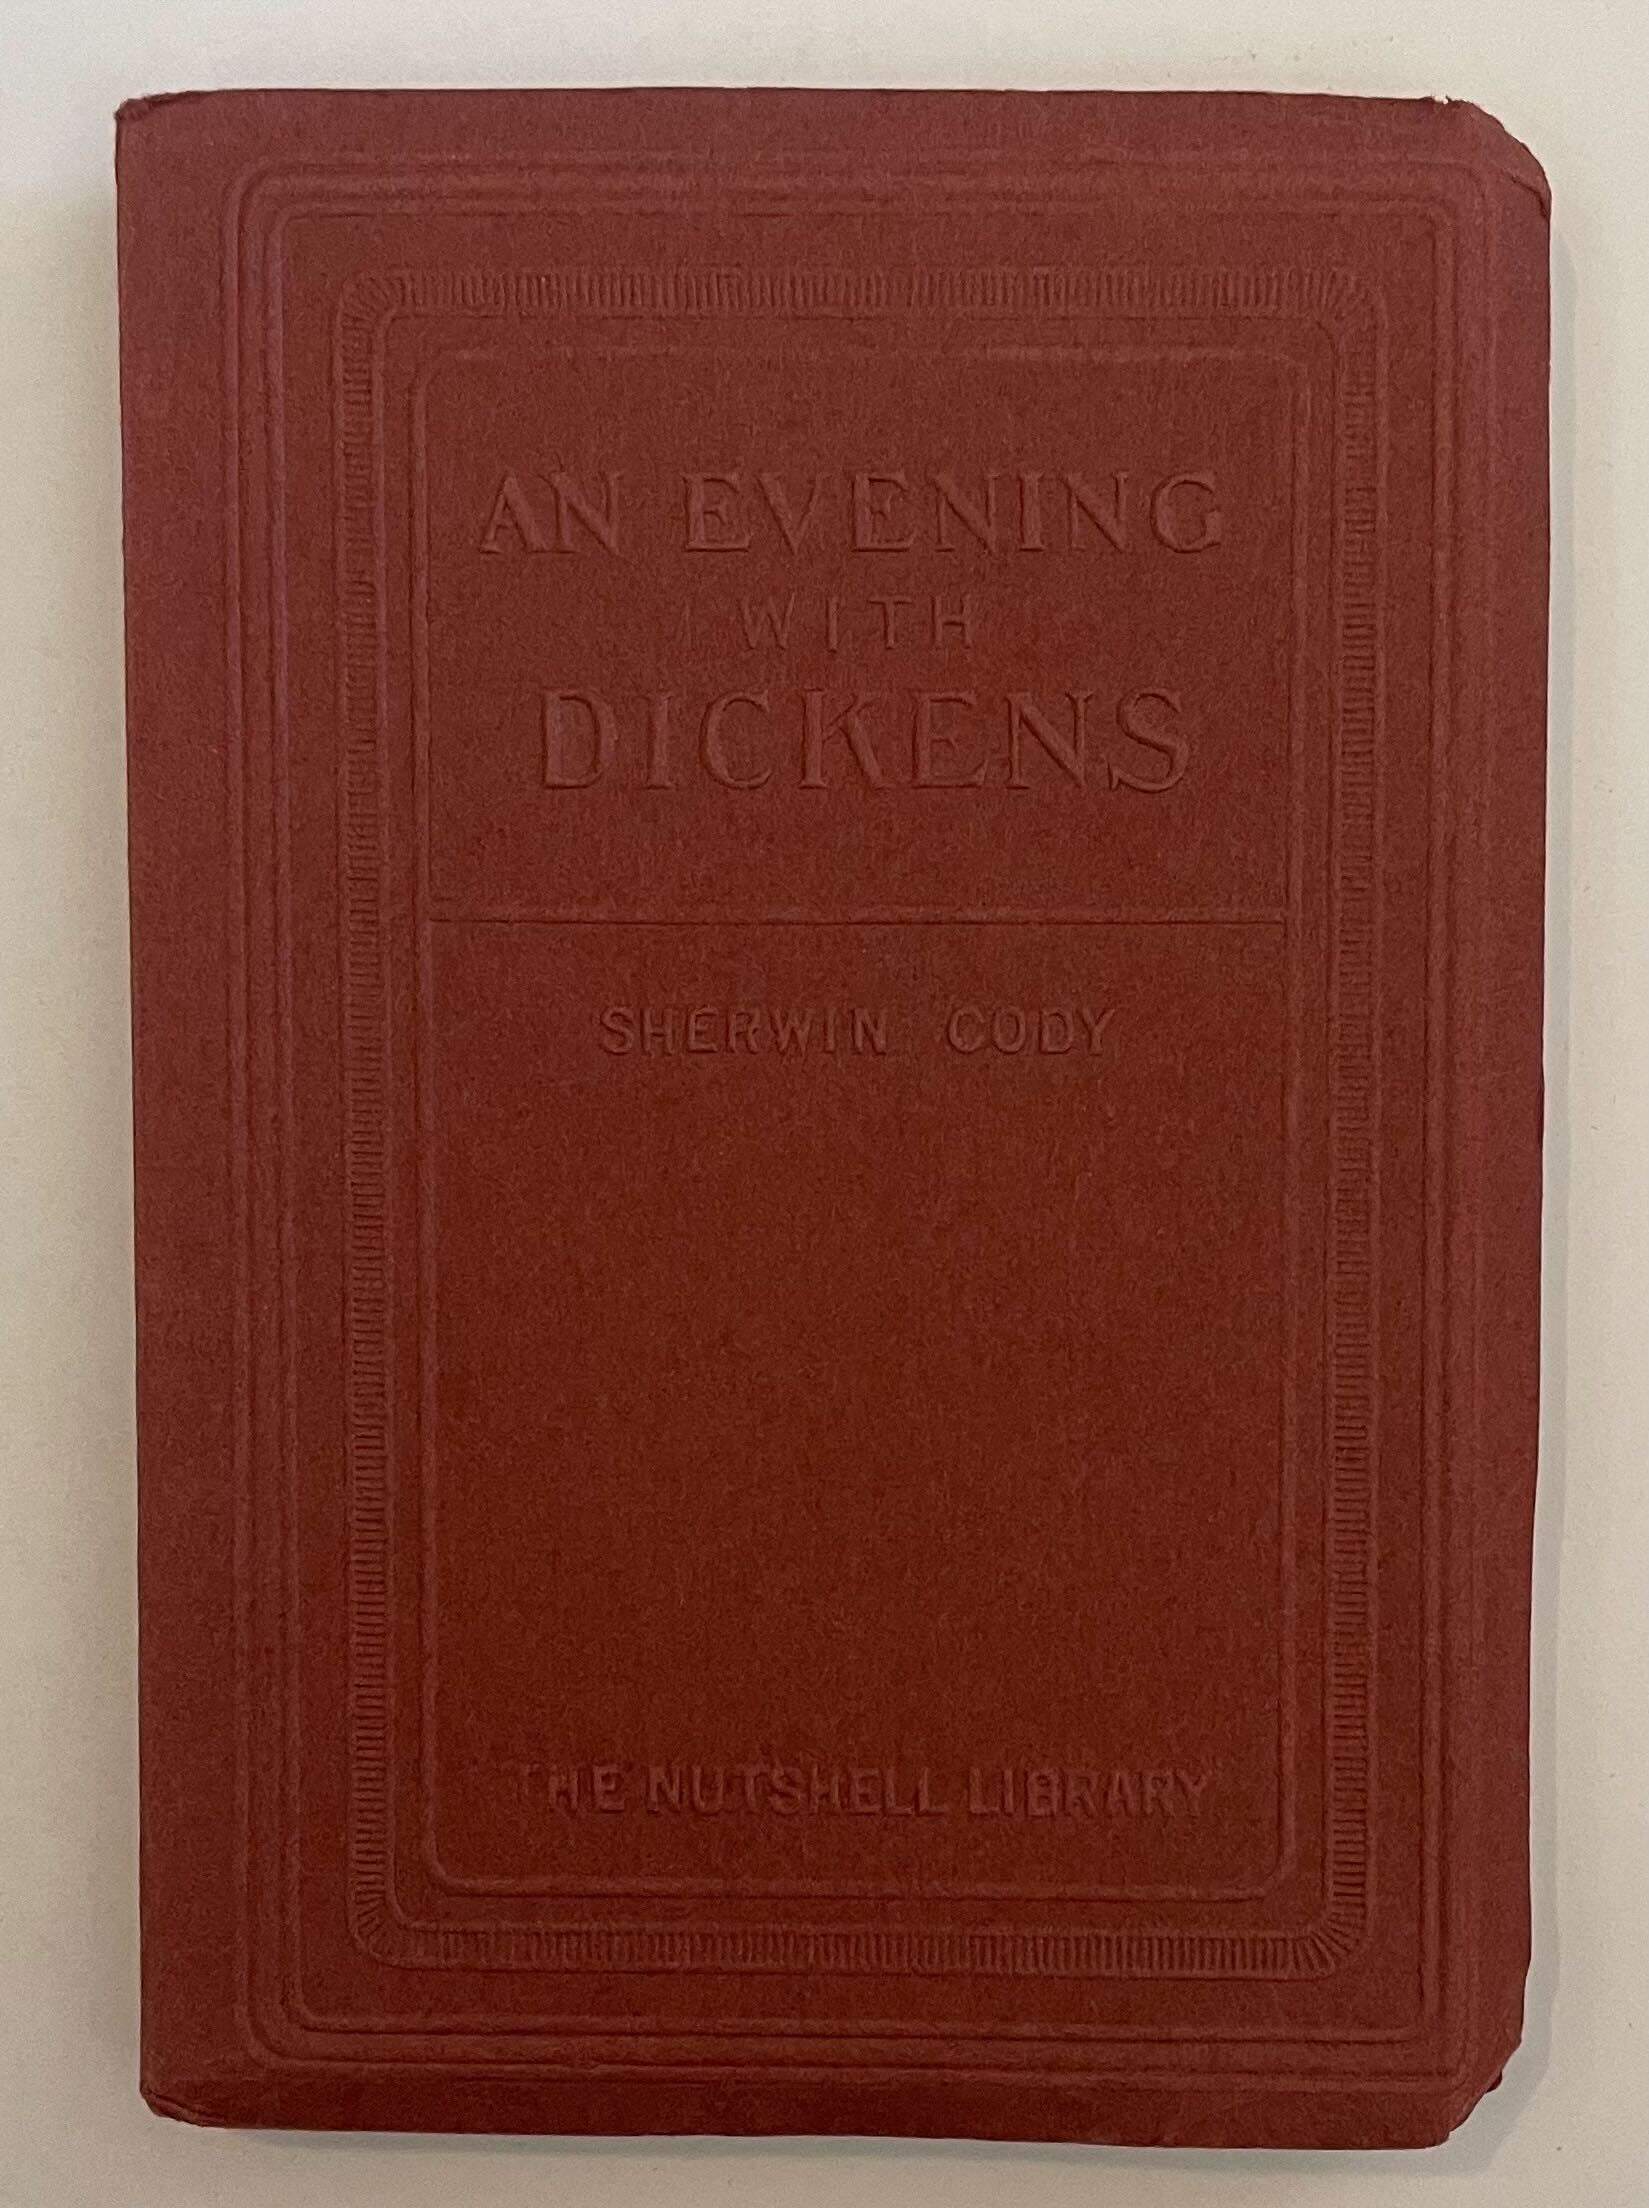 AN EVENING
WITH
DICKENS
SHERWIN CODY
THE NUTSHELL LIBRARY